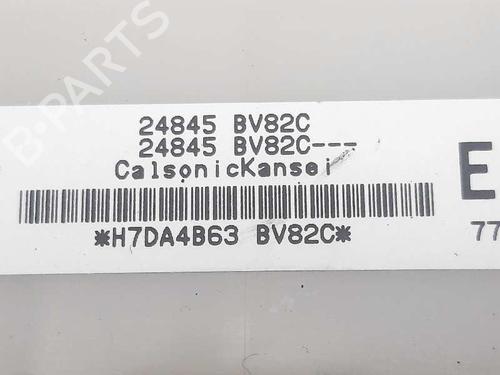 24845 BV82C
24845 BV82C---
CalsonicKansei
E
*H7DA4B63 BV82C*
77
B-PARTS